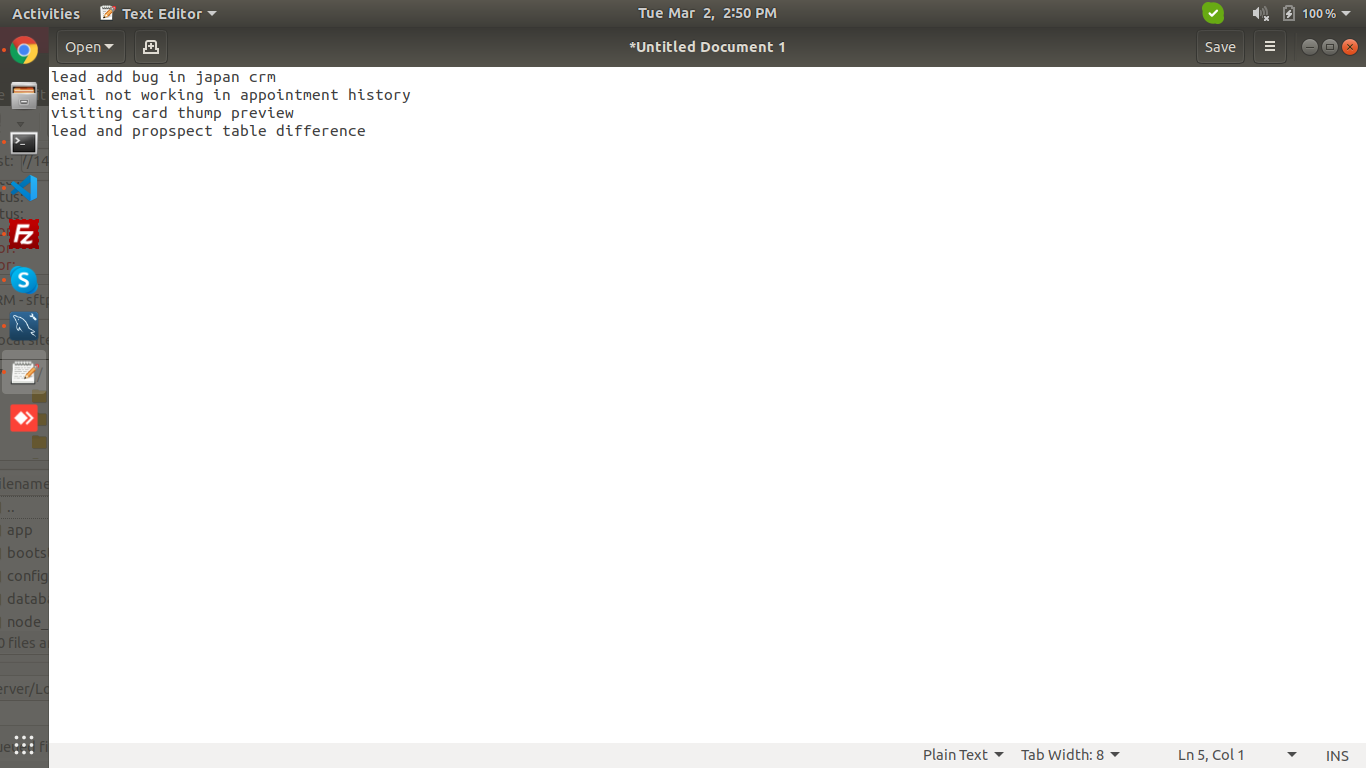 Activities Text Editor Tue Mar 2, 2:50 PM 100%
Open *Untitled Document 1 Save
lead add bug in japan crm
email not working in appointment history
visiting card thump preview
lead and propspect table difference
st: //14
tus:
tus:
or:
RM - sftp
ocal site
ilename
..
app
boots
config
databa
node_
0 files a
erver/Lo
Plain Text Tab Width: 8 Ln 5, Col 1 INS